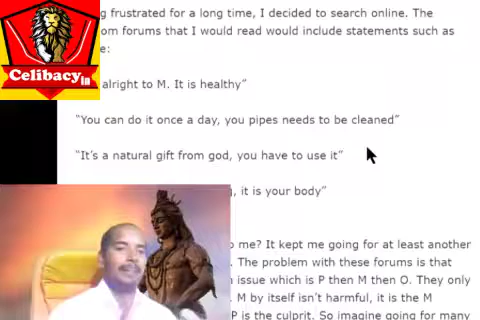 Celibacy.in
g frustrated for a long time, I decided to search online. The
om forums that I would read would include statements such as
e:
alright to M. It is healthy”
“You can do it once a day, you pipes needs to be cleaned”
“It’s a natural gift from god, you have to use it”
, it is your body”
o me? It kept me going for at least another
. The problem with these forums is that
issue which is P then M then O. They only
. M by itself isn’t harmful, it is the M
P is the culprit. So imagine going for many